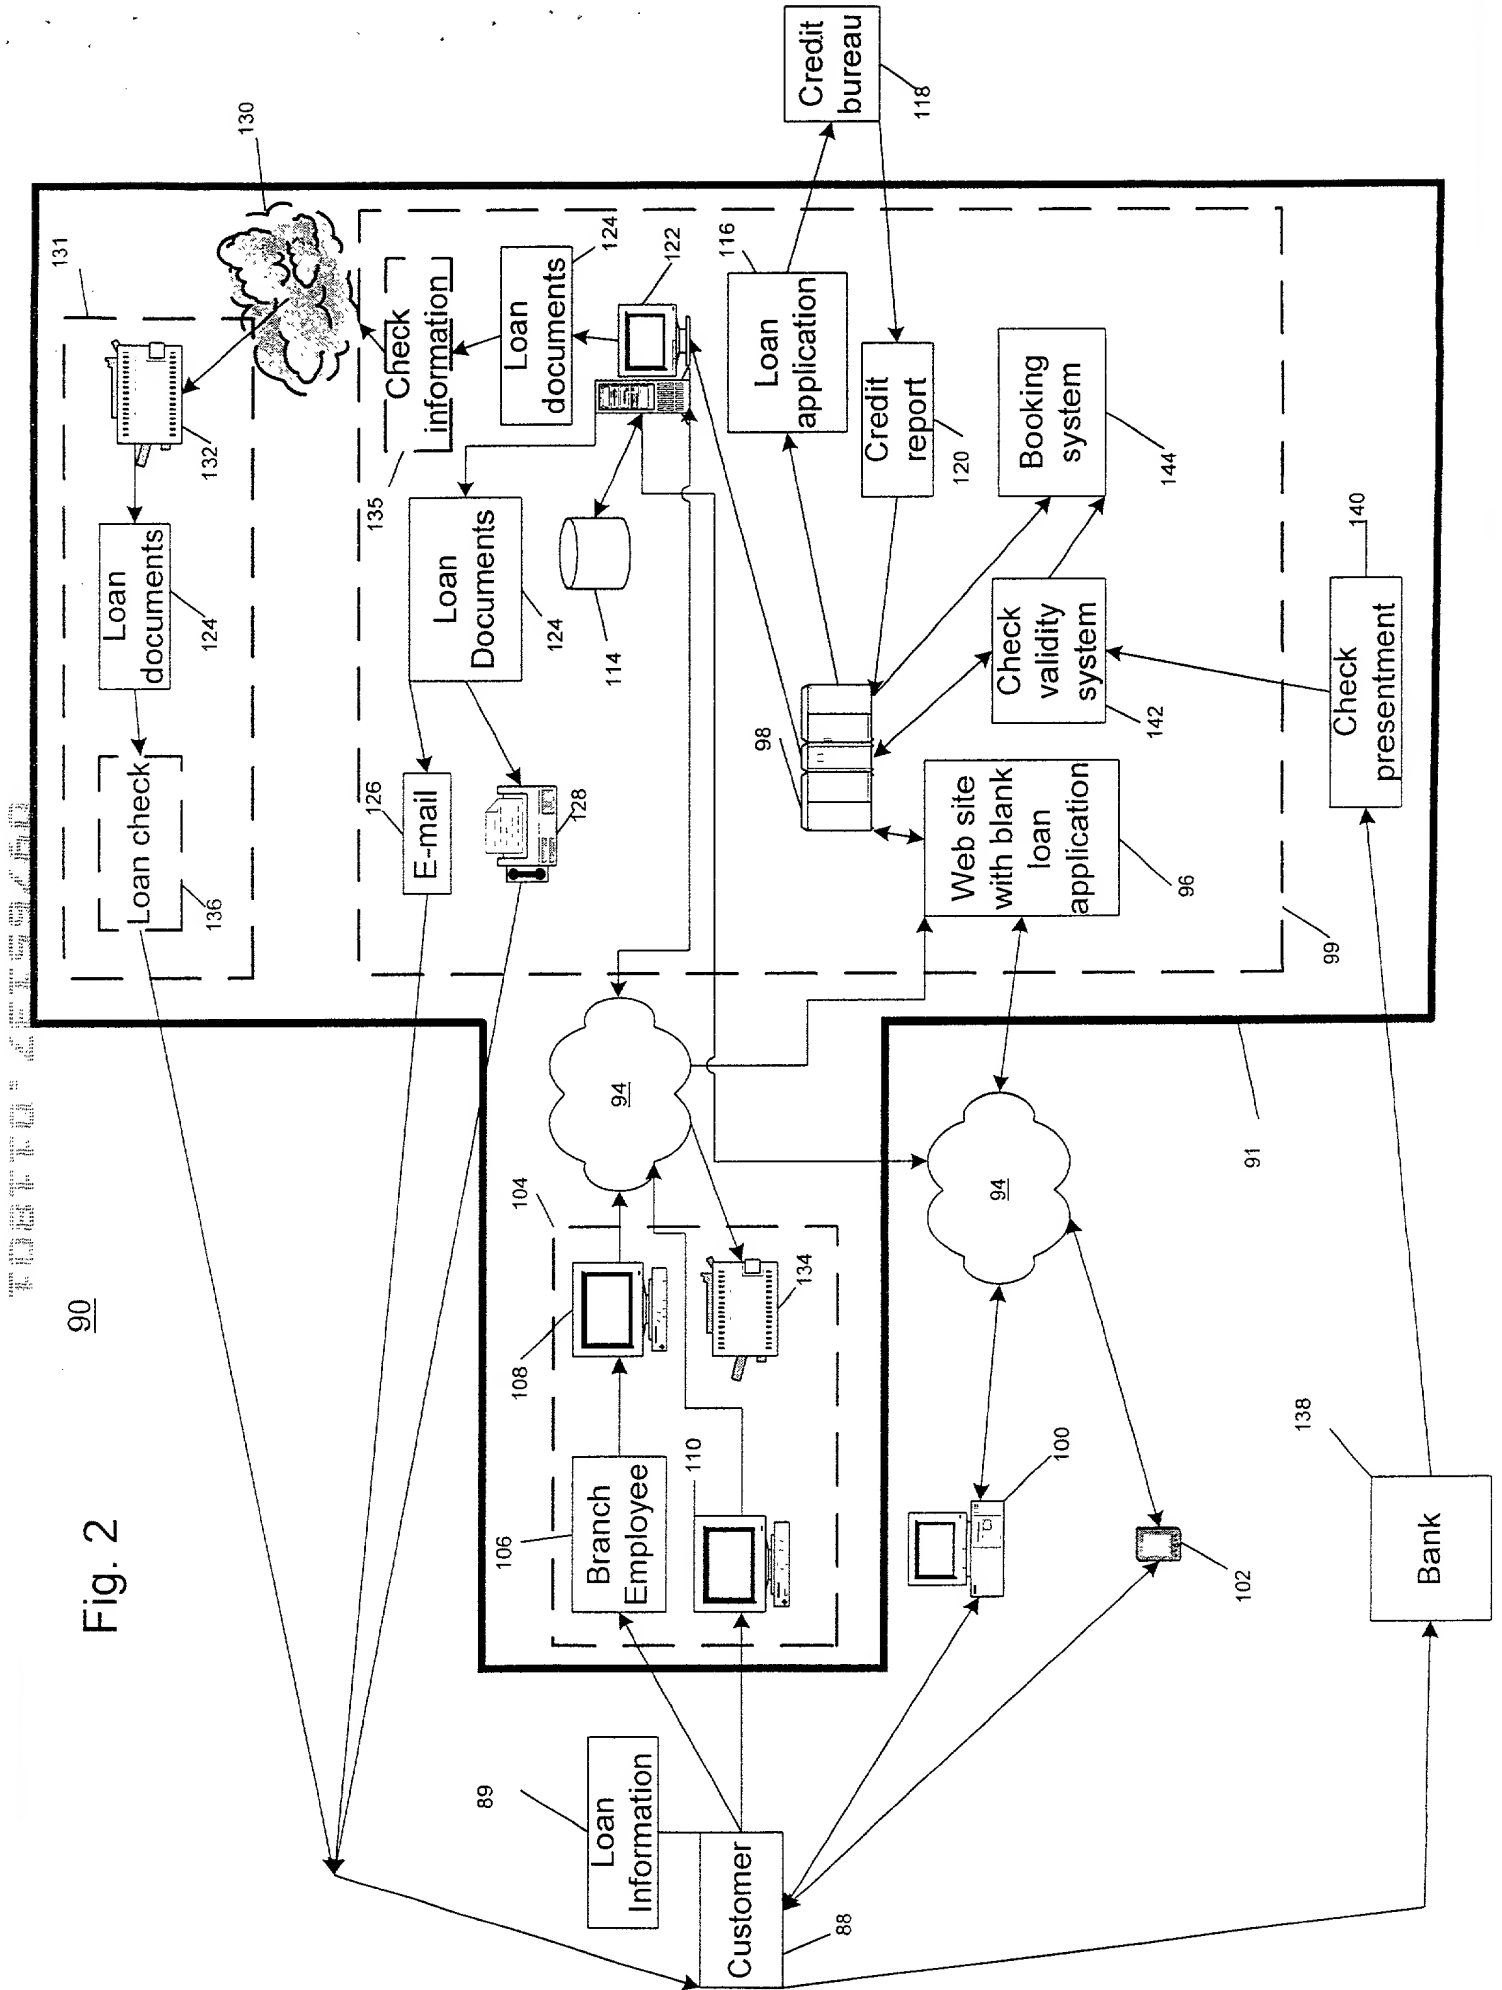 Fig. 2
90
131
Loan check
136
Loan
documents
124
132
130
Customer
88
Loan
Information
89
Branch
Employee
106
108
110
104
134
94
E-mail
126
128
Loan
Documents
124
114
135
Check
information
Loan
documents
124
122
98
Loan
application
116
Credit
bureau
118
Credit
report
120
100
102
94
91
Web site
with blank
loan
application
96
99
Check
validity
system
142
Booking
system
144
Bank
138
Check
presentment
140